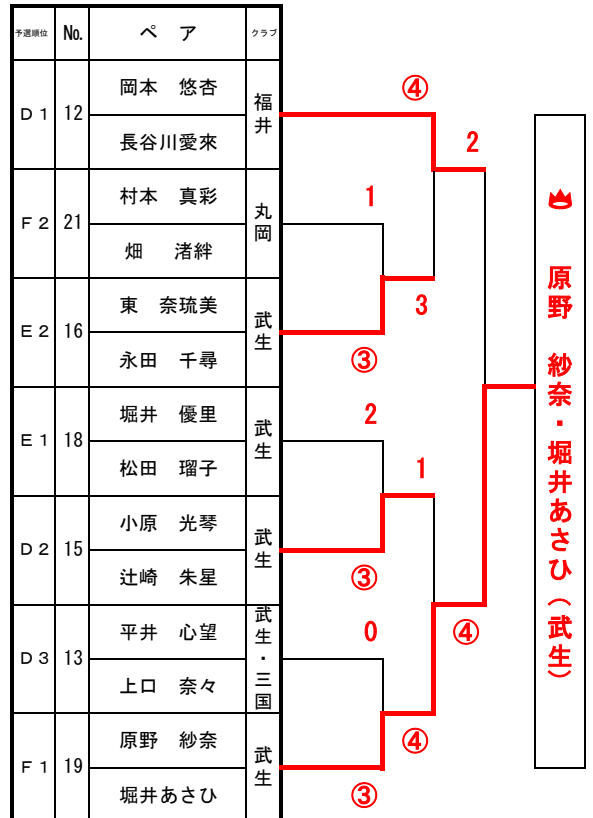 予選順位 No. ペア クラブ
D1 12 岡本 悠杏 福井
長谷川愛來
F2 21 村本 真彩 丸岡
畑 渚絆
E2 16 東 奈琉美 武生
永田 千尋
E1 18 堀井 優里 武生
松田 瑠子
D2 15 小原 光琴 武生
辻崎 朱星
D3 13 平井 心望 武生・三国
上口 奈々
F1 19 原野 紗奈 武生
堀井あさひ
④
2
1
3
③
2
1
③
0
④
④
③
原野 紗奈・堀井あさひ(武生)